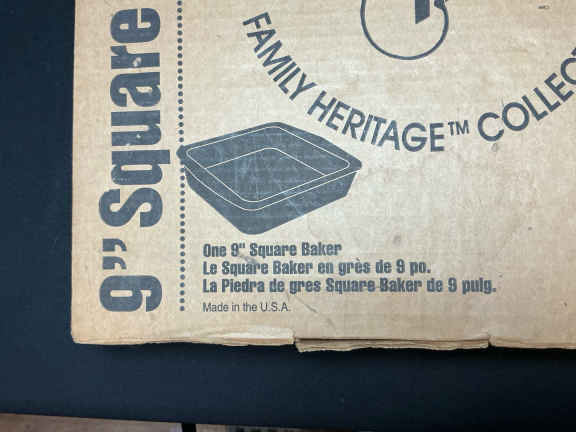 9" Square
FAMILY HERITAGE™
One 9" Square Baker
Le Square Baker en grès de 9 po.
La Piedra de gres Square Baker de 9 pulg.
Made in the U.S.A.